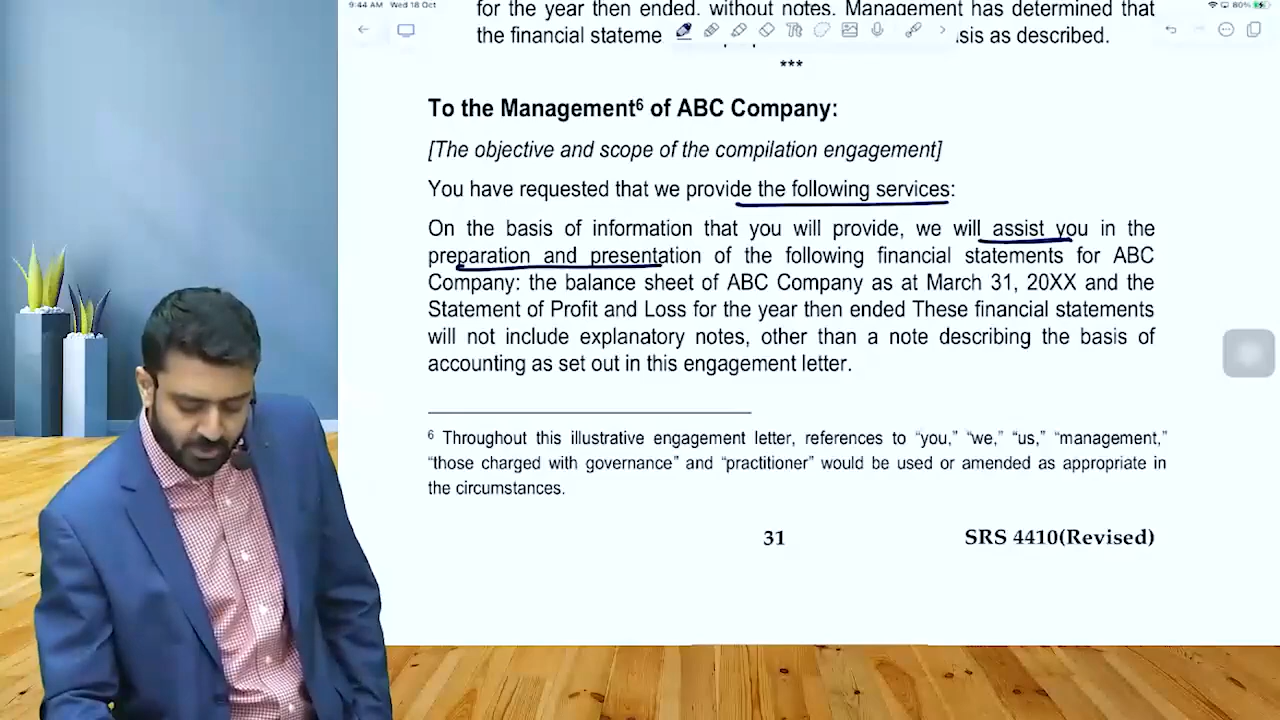 9:44 AM Wed 18 Oct
80%
for the year then ended, without notes. Management has determined that
the financial stateme
sis as described.
***
To the Management⁶ of ABC Company:
[The objective and scope of the compilation engagement]
You have requested that we provide the following services:
On the basis of information that you will provide, we will assist you in the
preparation and presentation of the following financial statements for ABC
Company: the balance sheet of ABC Company as at March 31, 20XX and the
Statement of Profit and Loss for the year then ended These financial statements
will not include explanatory notes, other than a note describing the basis of
accounting as set out in this engagement letter.
⁶ Throughout this illustrative engagement letter, references to “you,” “we,” “us,” “management,”
“those charged with governance” and “practitioner” would be used or amended as appropriate in
the circumstances.
31 SRS 4410(Revised)